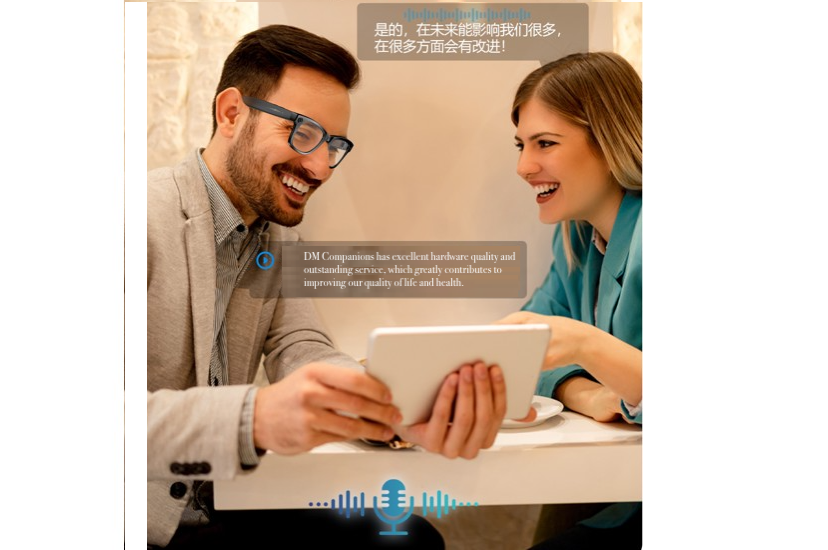 是的，在未来能影响我们很多，
在很多方面会有改进！
DM Companions has excellent hardware quality and
outstanding service, which greatly contributes to
improving our quality of life and health.